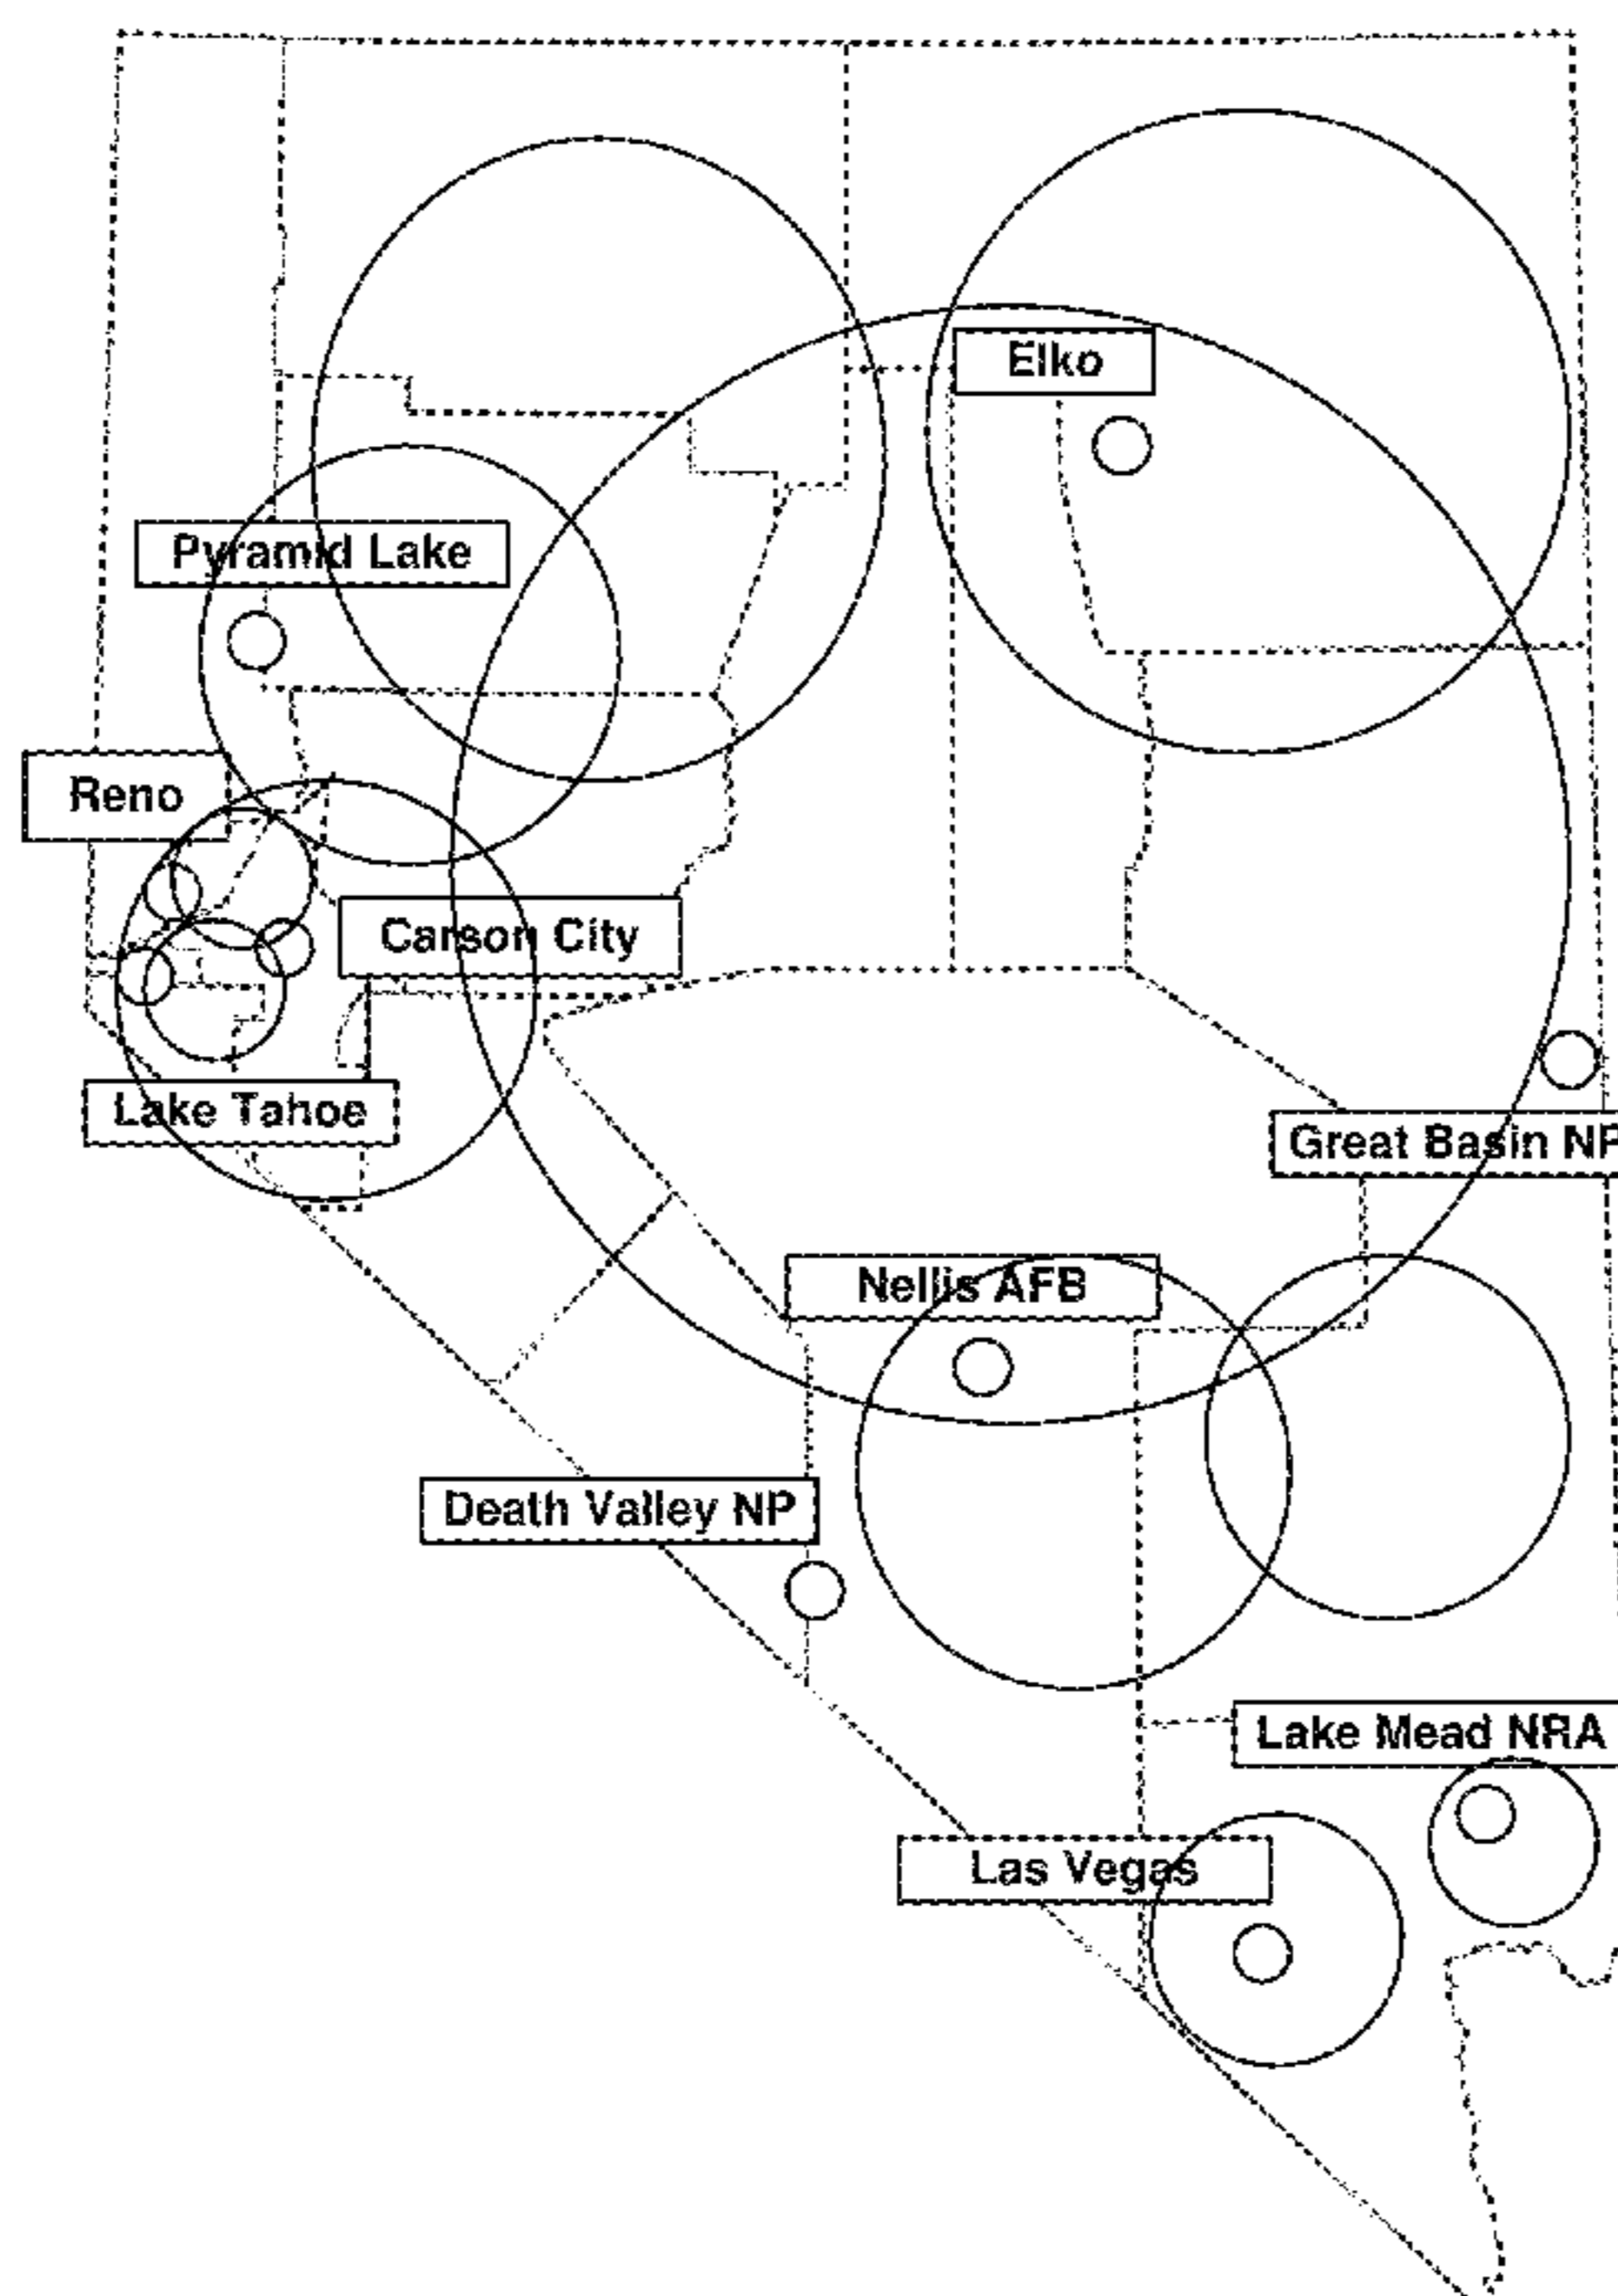 Elko
Pyramid Lake
Reno
Carson City
Lake Tahoe
Great Basin NP
Nellis AFB
Death Valley NP
Lake Mead NRA
Las Vegas